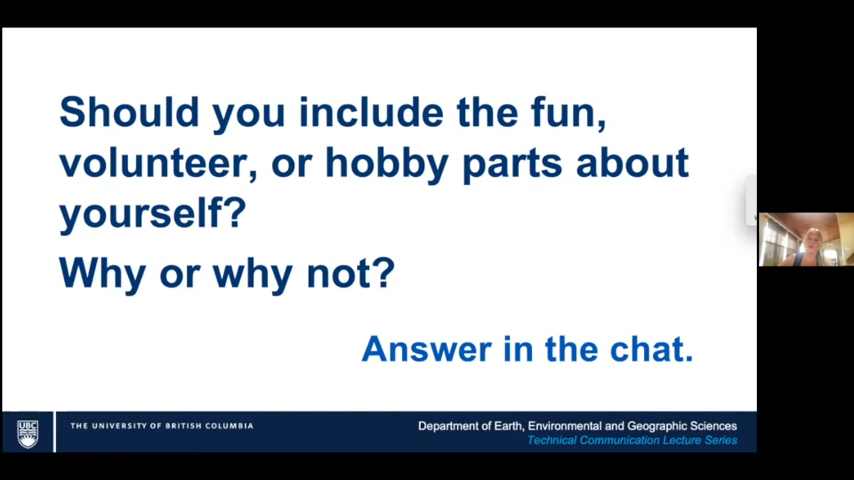 Should you include the fun,
volunteer, or hobby parts about
yourself?
Why or why not?
Answer in the chat.
UBC
THE UNIVERSITY OF BRITISH COLUMBIA
Department of Earth, Environmental and Geographic Sciences
Technical Communication Lecture Series